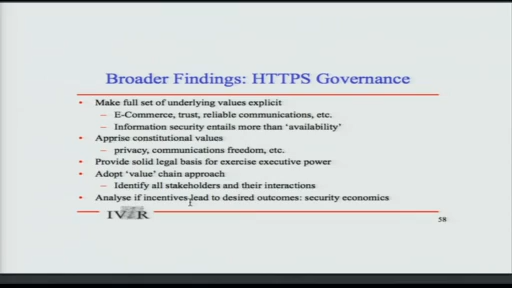 Broader Findings: HTTPS Governance
• Make full set of underlying values explicit
– E-Commerce, trust, reliable communications, etc.
– Information security entails more than ‘availability’
• Apprise constitutional values
– privacy, communications freedom, etc.
• Provide solid legal basis for exercise executive power
• Adopt ‘value’ chain approach
– Identify all stakeholders and their interactions
• Analyse if incentives lead to desired outcomes: security economics
58